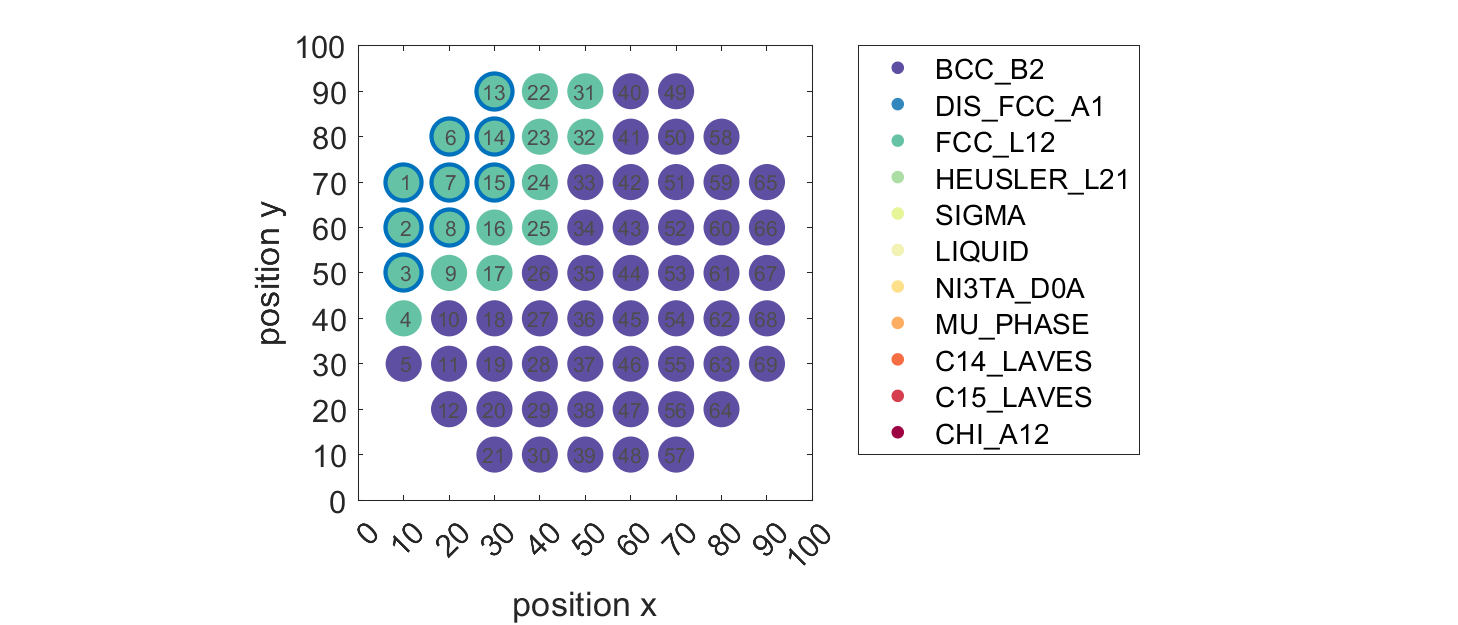 100
90
80
70
60
50
40
30
20
10
0
position y
13 22 31 40 49
6 14 23 32 41 50 58
1 7 15 24 33 42 51 59 65
2 8 16 25 34 43 52 60 66
3 9 17 26 35 44 53 61 67
4 10 18 27 36 45 54 62 68
5 11 19 28 37 46 55 63 69
12 20 29 38 47 56 64
21 30 39 48 57
0 10 20 30 40 50 60 70 80 90 100
position x
BCC_B2
DIS_FCC_A1
FCC_L12
HEUSLER_L21
SIGMA
LIQUID
NI3TA_D0A
MU_PHASE
C14_LAVES
C15_LAVES
CHI_A12